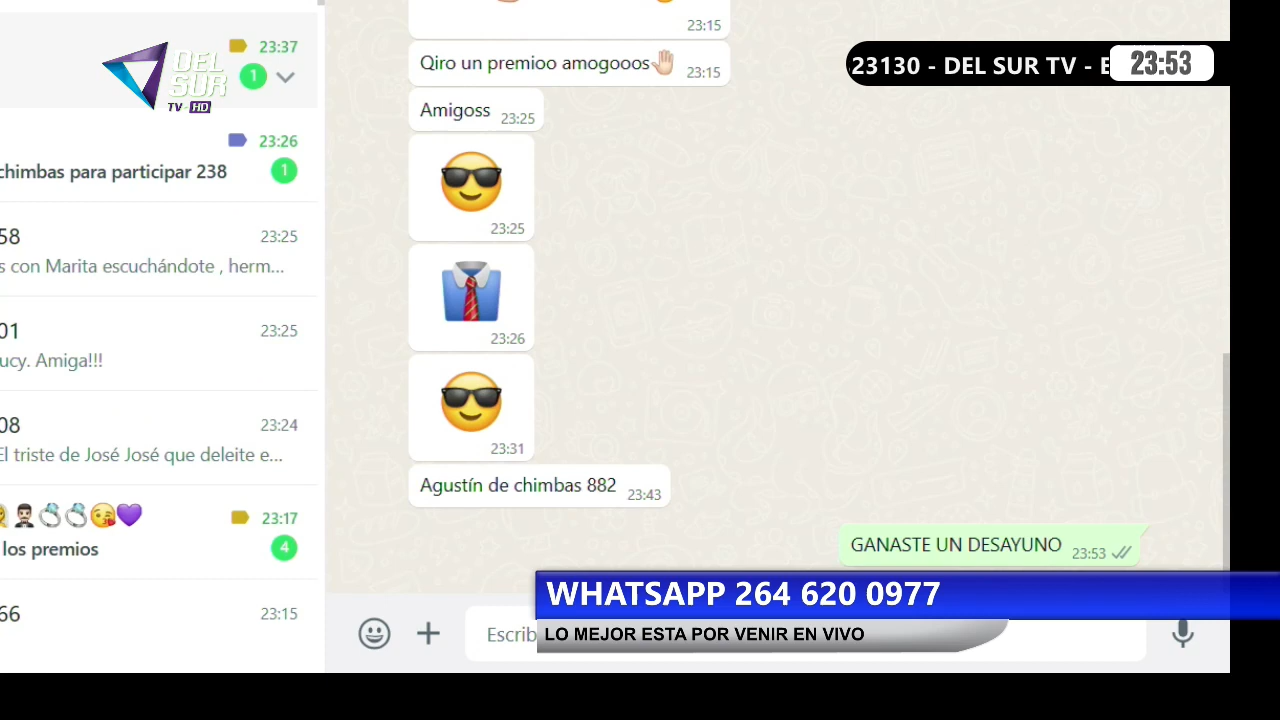 23:37
DEL
SUR
TV - HD
1
23:26
chimbas para participar 238
1
58
23:25
s con Marita escuchándote , herm...
01
23:25
ucy. Amiga!!!
08
23:24
El triste de José José que deleite e...
23:17
los premios
4
66
23:15
23:15
Qiro un premioo amogooos🤚🏻
23:15
Amigoss
23:25
😎
23:25
👔
23:26
😎
23:31
Agustín de chimbas 882
23:43
GANASTE UN DESAYUNO
23:53
Escrib
23130 - DEL SUR TV - E
23:53
WHATSAPP 264 620 0977
LO MEJOR ESTA POR VENIR EN VIVO